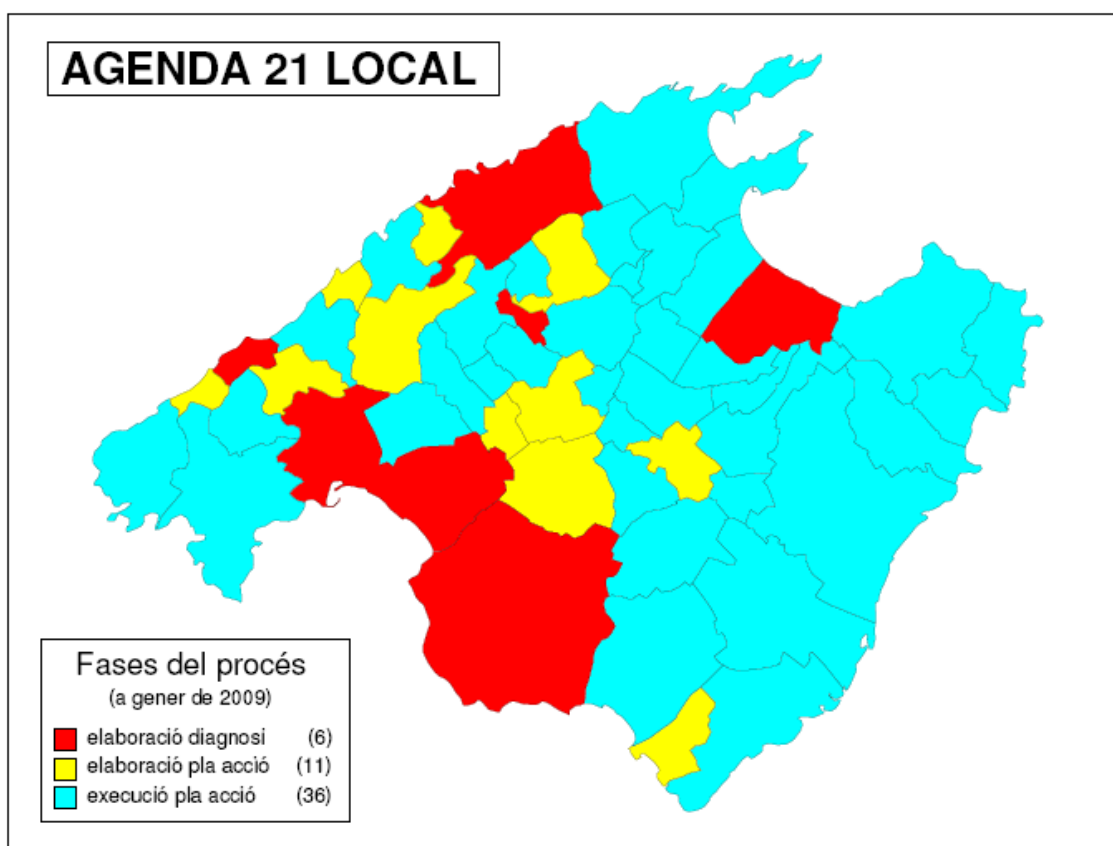 AGENDA 21 LOCAL
Fases del procés
(a gener de 2009)
elaboració diagnosi (6)
elaboració pla acció (11)
execució pla acció (36)